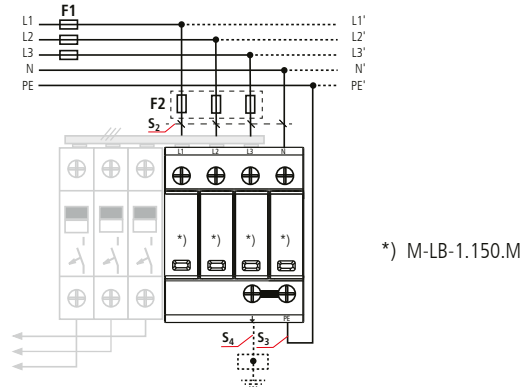 F1
L1 L1'
L2 L2'
L3 L3'
N N'
PE PE'
F2
S2
L1 L2 L3 N
*) *) *) *)
*) M-LB-1.150.M
PE
S4 S3